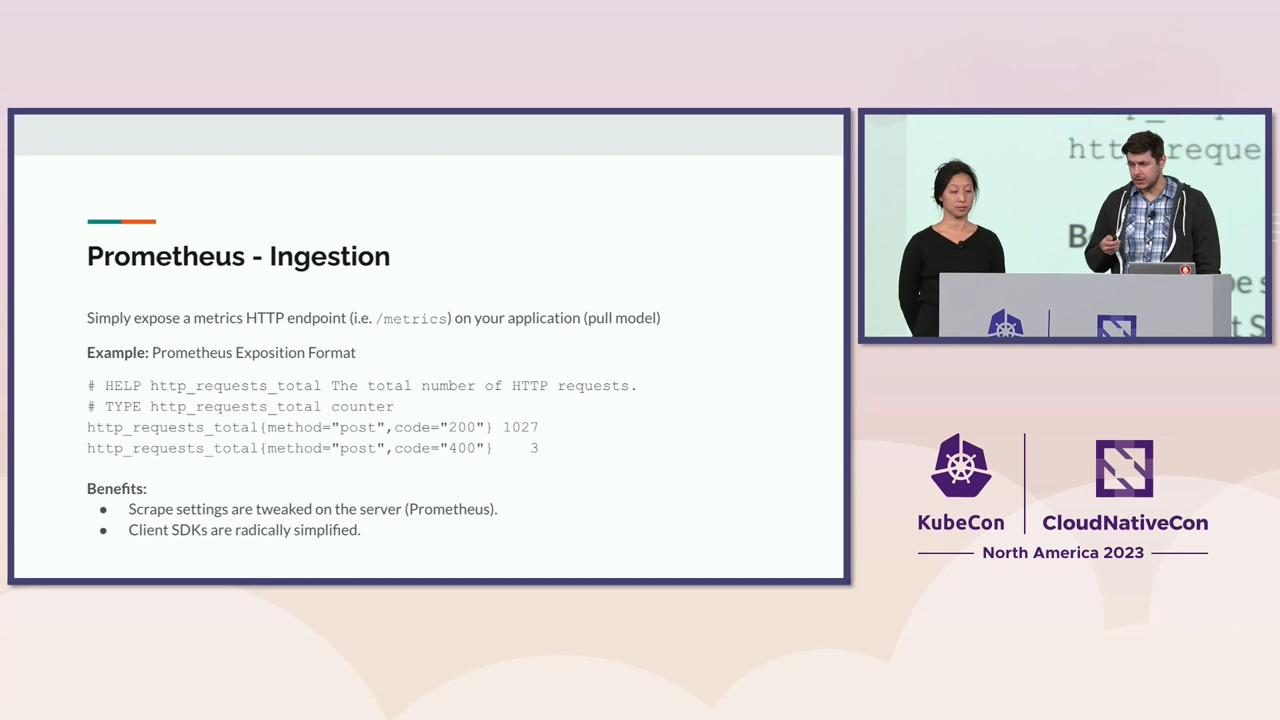 Prometheus - Ingestion
Simply expose a metrics HTTP endpoint (i.e. /metrics) on your application (pull model)
Example: Prometheus Exposition Format
# HELP http_requests_total The total number of HTTP requests.
# TYPE http_requests_total counter
http_requests_total{method="post",code="200"} 1027
http_requests_total{method="post",code="400"} 3
Benefits:
● Scrape settings are tweaked on the server (Prometheus).
● Client SDKs are radically simplified.
KubeCon
CloudNativeCon
North America 2023